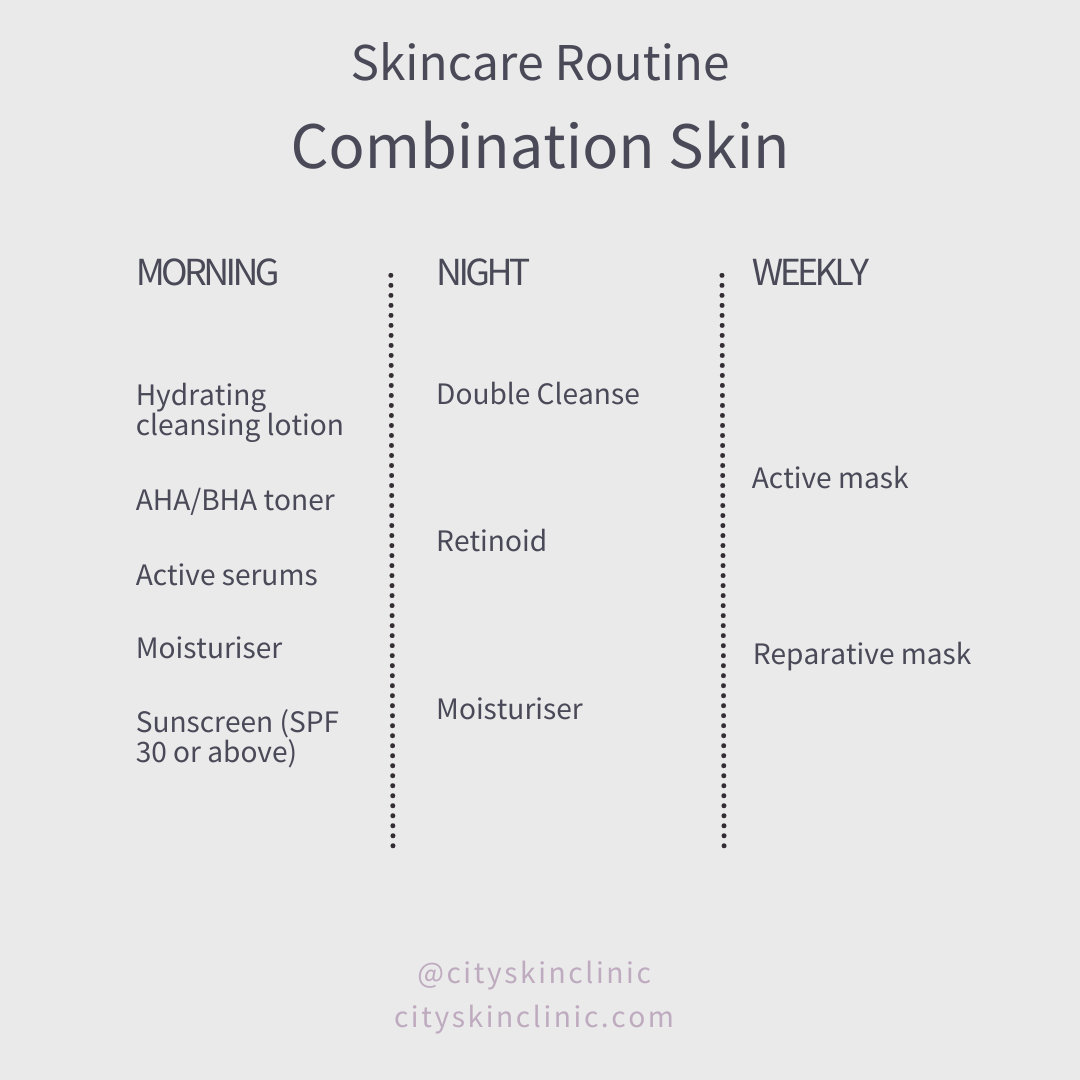 Skincare Routine
Combination Skin
MORNING
Hydrating
cleansing lotion
AHA/BHA toner
Active serums
Moisturiser
Sunscreen (SPF
30 or above)
NIGHT
Double Cleanse
Retinoid
Moisturiser
WEEKLY
Active mask
Reparative mask
@cityskinclinic
cityskinclinic.com